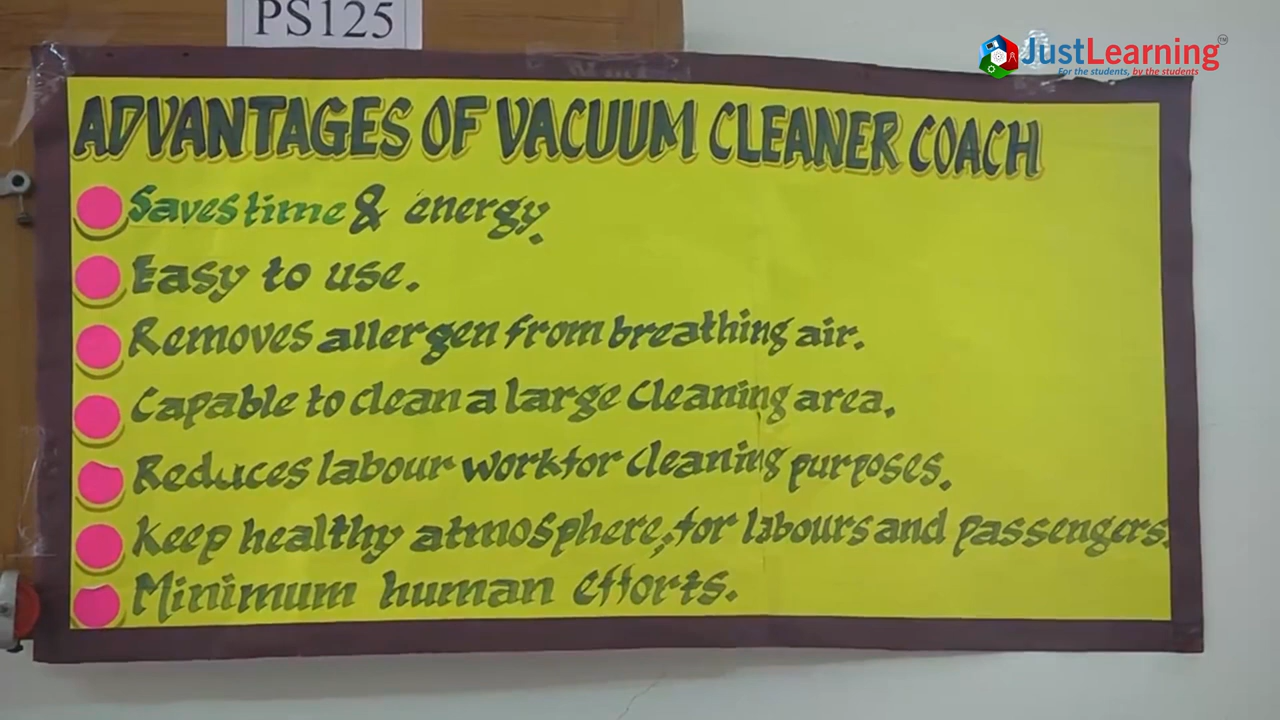 PS125
JustLearning™
For the students, by the students
ADVANTAGES OF VACUUM CLEANER COACH
Saves time & energy.
Easy to use.
Removes allergen from breathing air.
Capable to clean a large cleaning area.
Reduces labour work for cleaning purposes.
Keep healthy atmosphere, for labours and passengers.
Minimum human efforts.